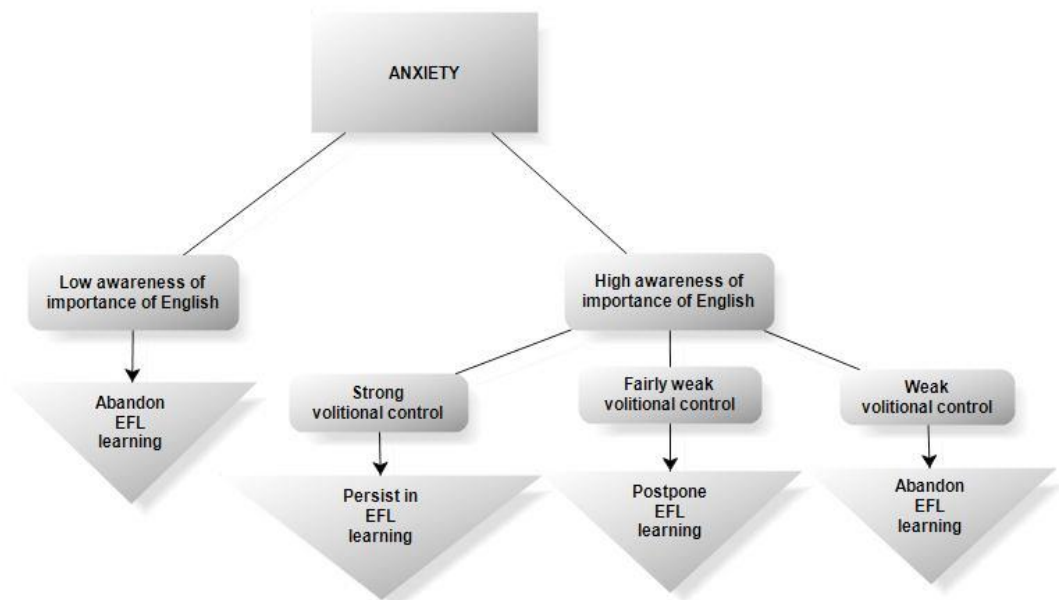 ANXIETY
Low awareness of
importance of English
High awareness of
importance of English
Abandon
EFL
learning
Strong
volitional control
Fairly weak
volitional control
Weak
volitional control
Persist in
EFL
learning
Postpone
EFL
learning
Abandon
EFL
learning